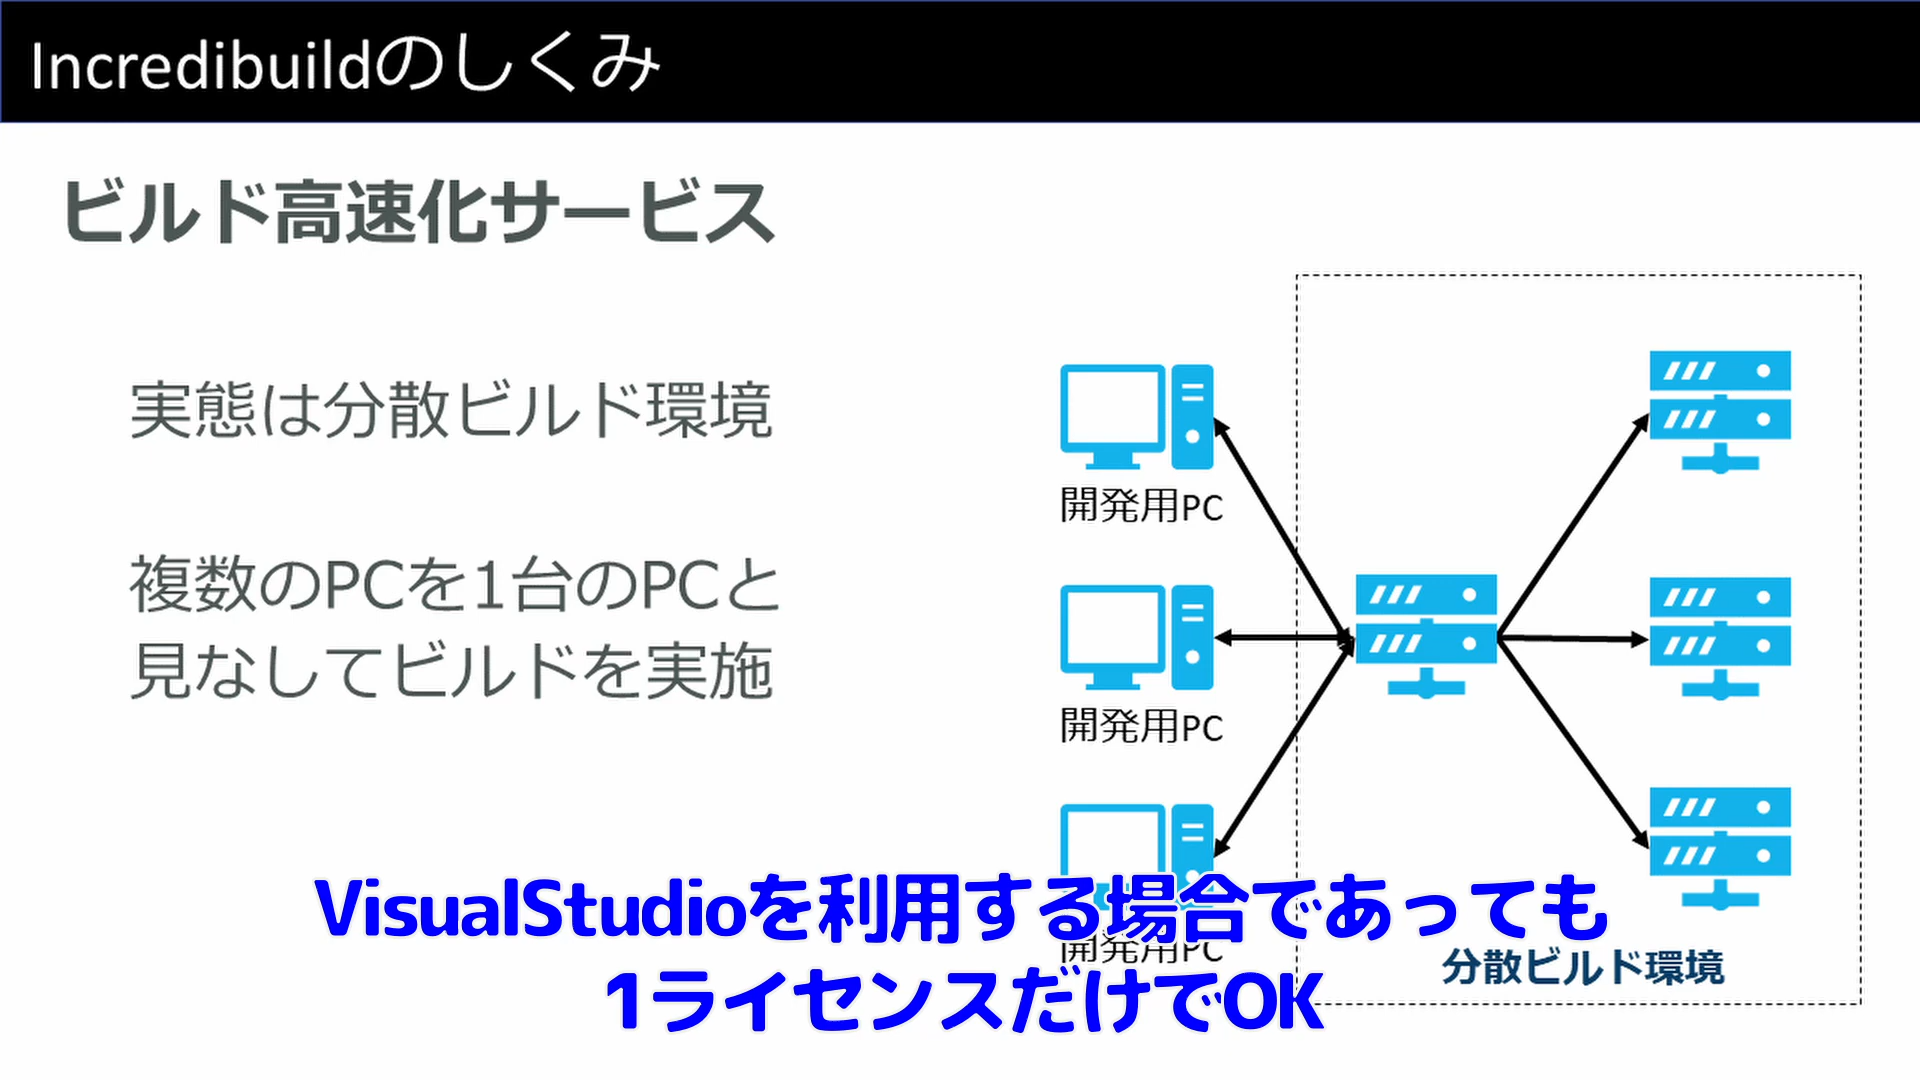 Incredibuildのしくみ
ビルド高速化サービス
実態は分散ビルド環境
複数のPCを1台のPCと
見なしてビルドを実施
開発用PC
開発用PC
開発用PC
分散ビルド環境
VisualStudioを利用する場合であっても
1ライセンスだけでOK